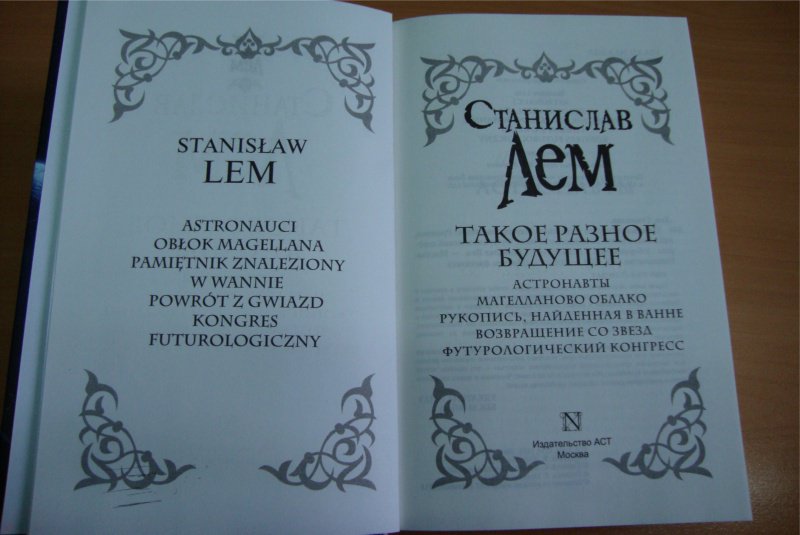 STANISŁAW
LEM
ASTRONAUCI
OBŁOK MAGELLANA
PAMIĘTNIK ZNALEZIONY
W WANNIE
POWRÓT Z GWIAZD
KONGRES
FUTUROLOGICZNY
СТАНИСЛАВ
ЛЕМ
ТАКОЕ РАЗНОЕ
БУДУЩЕЕ
АСТРОНАВТЫ
МАГЕЛЛАНОВО ОБЛАКО
РУКОПИСЬ, НАЙДЕННАЯ В ВАННЕ
ВОЗВРАЩЕНИЕ СО ЗВЕЗД
ФУТУРОЛОГИЧЕСКИЙ КОНГРЕСС
N
Издательство АСТ
Москва